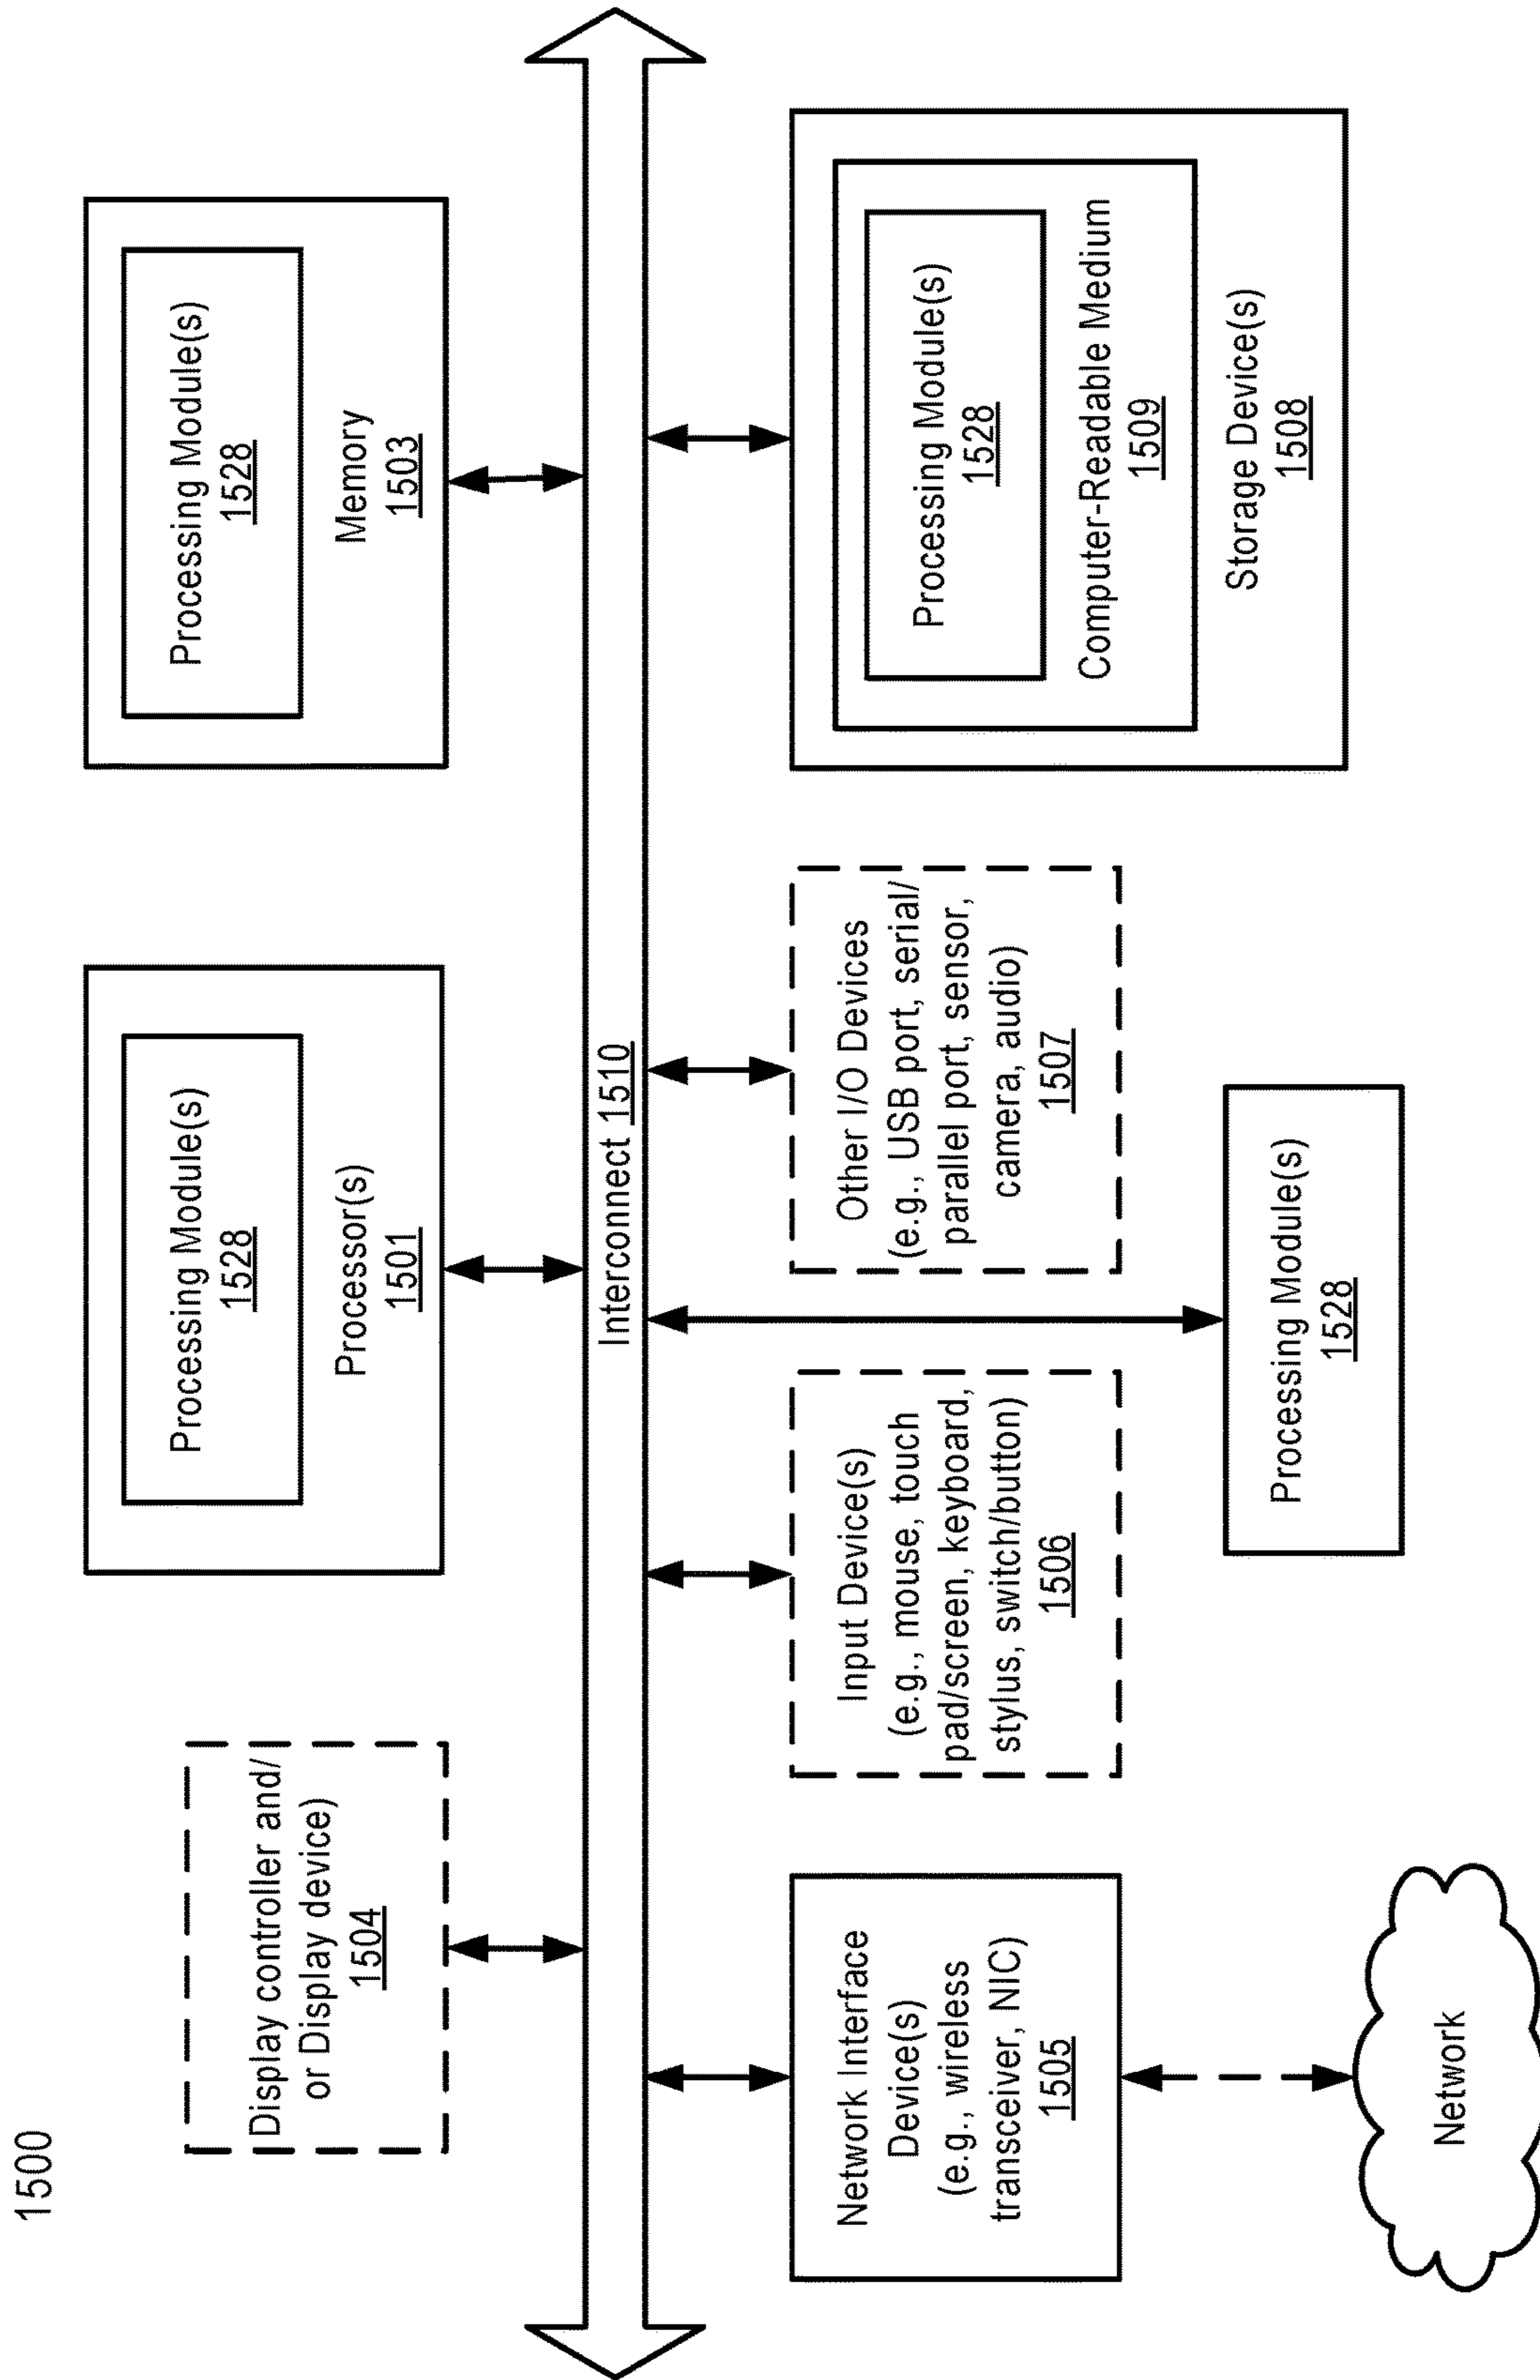 1500
Display controller and/
or Display device)
1504
Processing Module(s)
1528
Processor(s)
1501
Processing Module(s)
1528
Memory
1503
Interconnect 1510
Network Interface
Device(s)
(e.g., wireless
transceiver, NIC)
1505
Input Device(s)
(e.g., mouse, touch
pad/screen, keyboard,
stylus, switch/button)
1506
Other I/O Devices
(e.g., USB port, serial/
parallel port, sensor,
camera, audio)
1507
Processing Module(s)
1528
Computer-Readable Medium
1509
Storage Device(s)
1508
Processing Module(s)
1528
Network